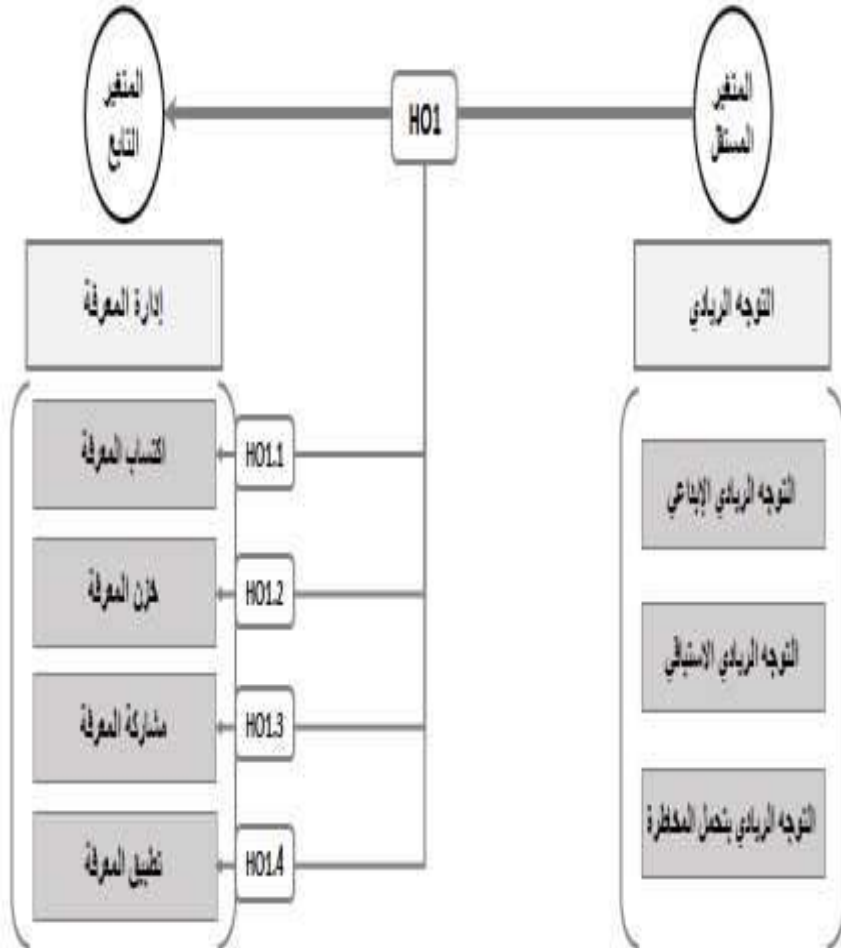 المتغير
المستقل
HO1
المتغير
التابع
التوجه الريادي
إدارة المعرفة
التوجه الريادي الإبداعي
التوجه الريادي الاستباقي
التوجه الريادي بتحمل المخاطرة
HO1.1
اكتساب المعرفة
HO1.2
خزن المعرفة
HO1.3
مشاركة المعرفة
HO1.4
تطبيق المعرفة